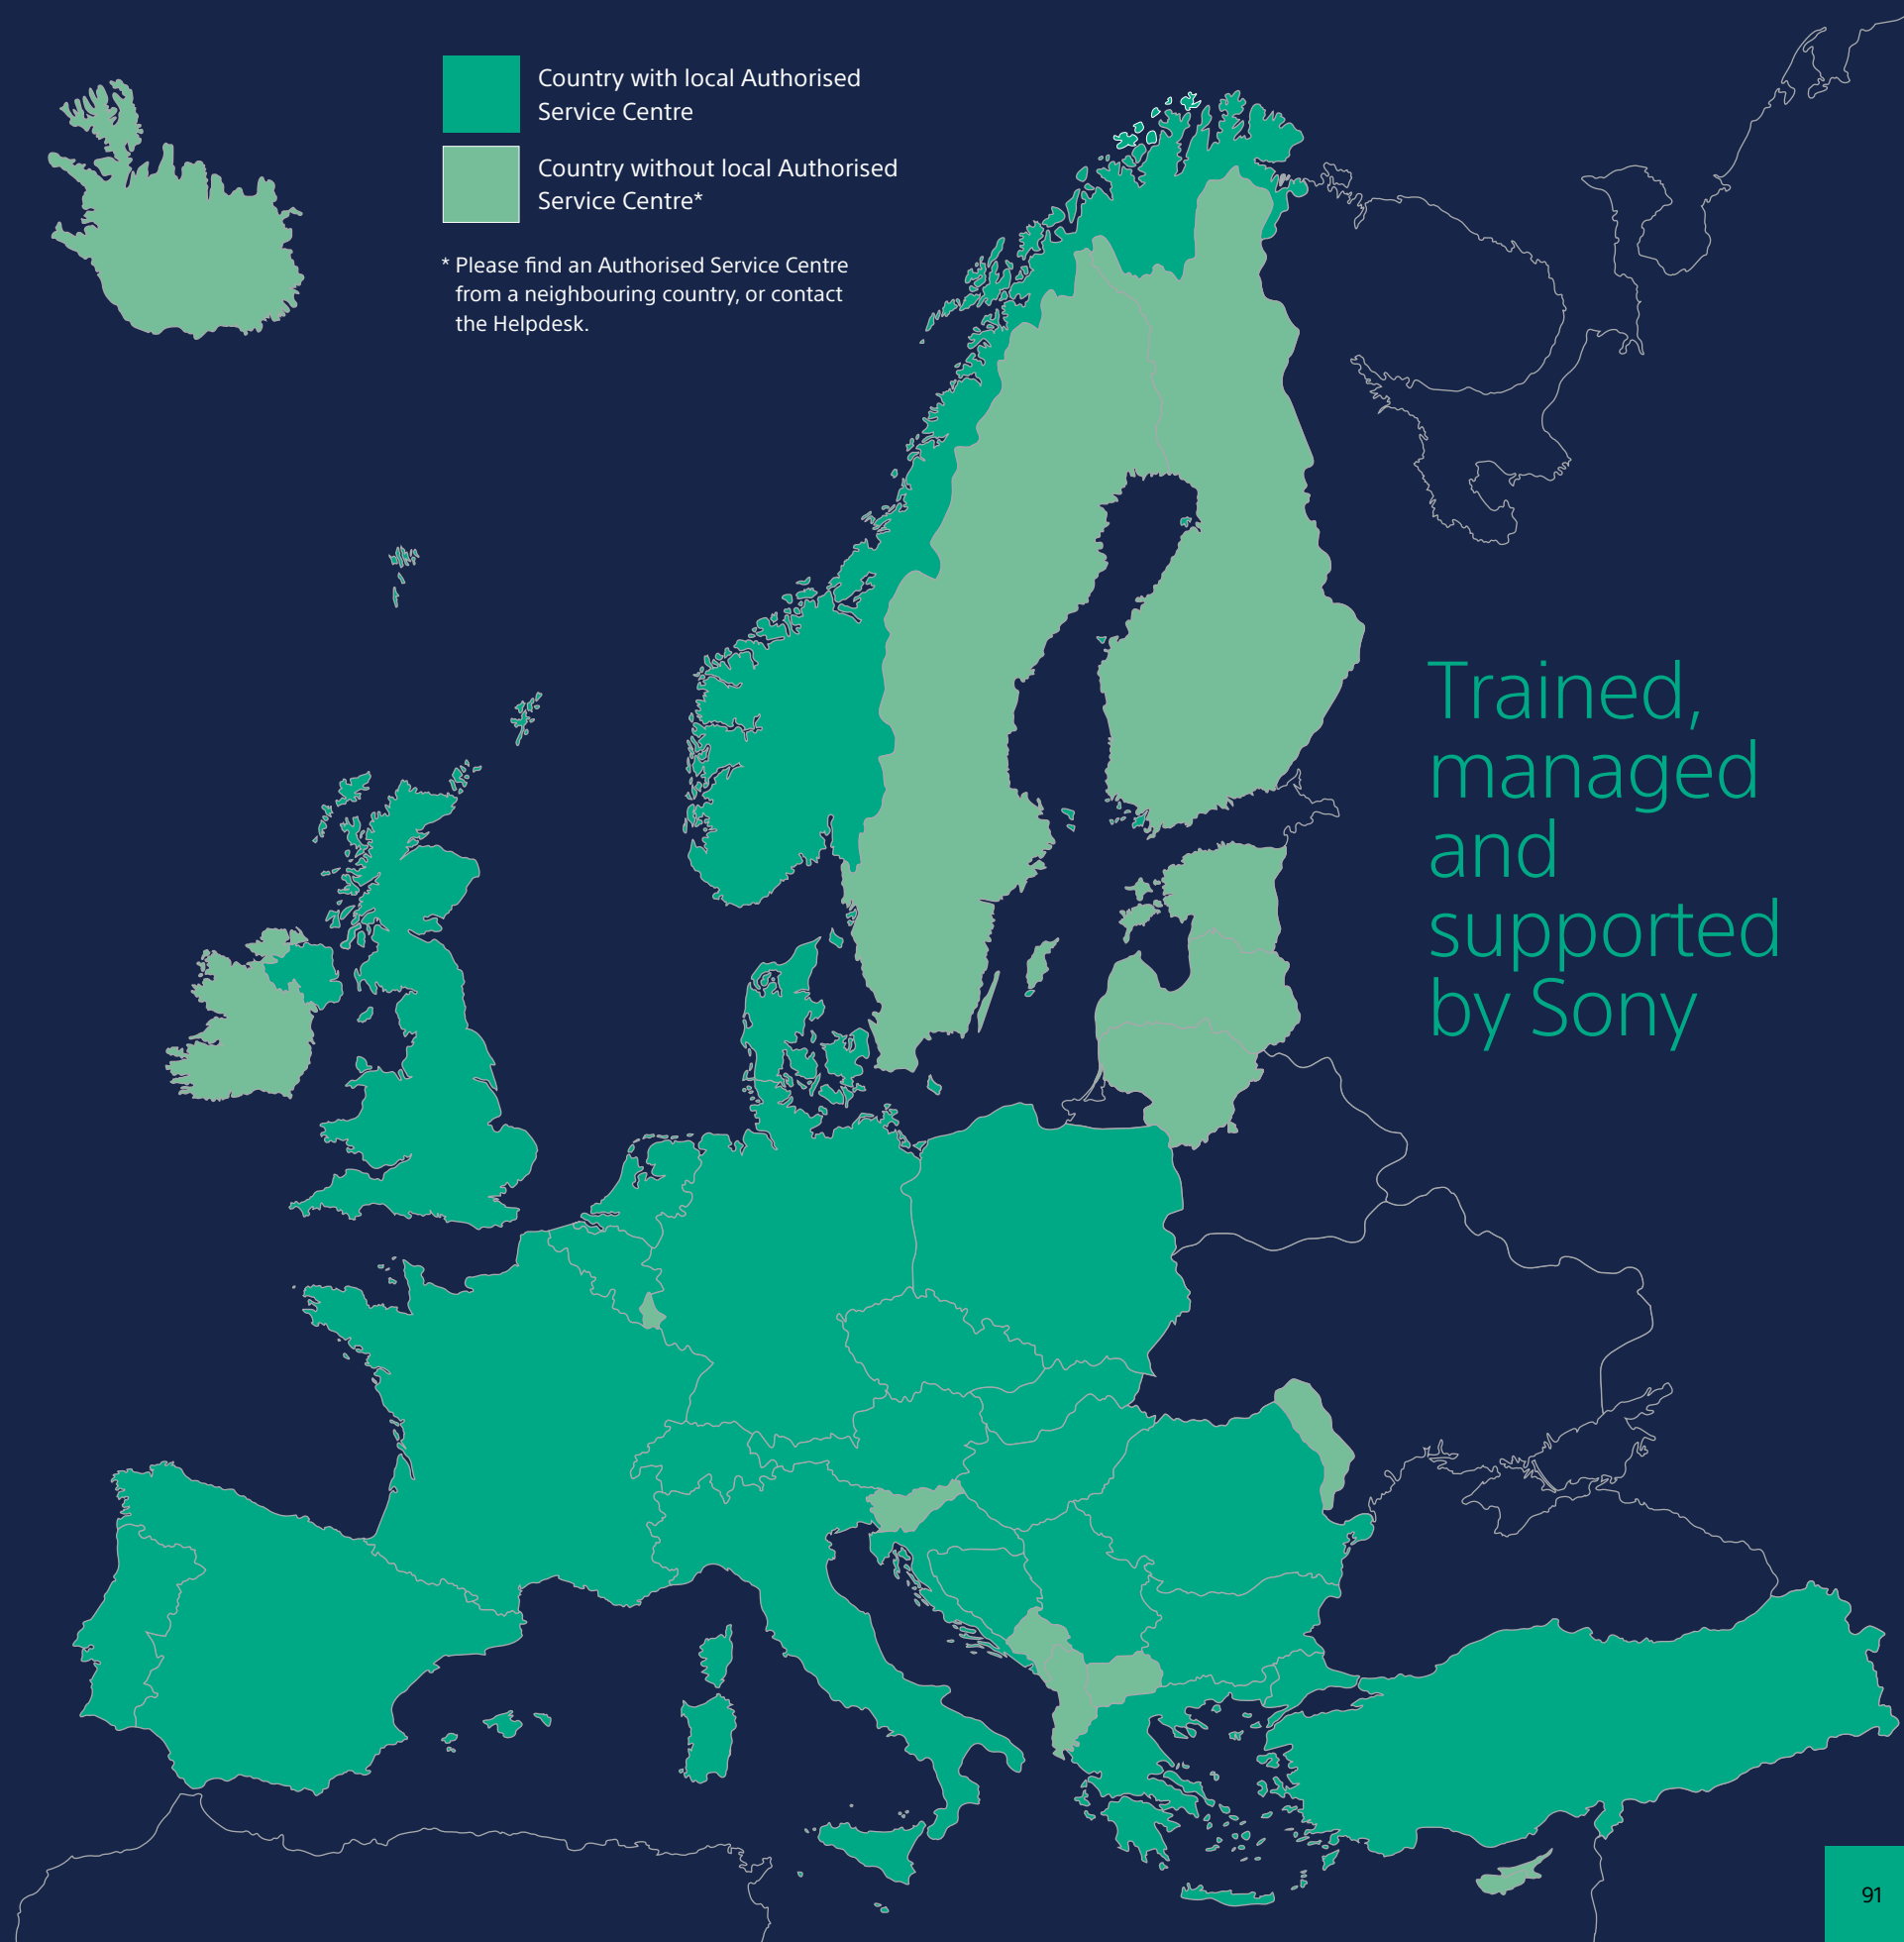 Country with local Authorised
Service Centre
Country without local Authorised
Service Centre*
* Please find an Authorised Service Centre
from a neighbouring country, or contact
the Helpdesk.
Trained,
managed
and
supported
by Sony
91